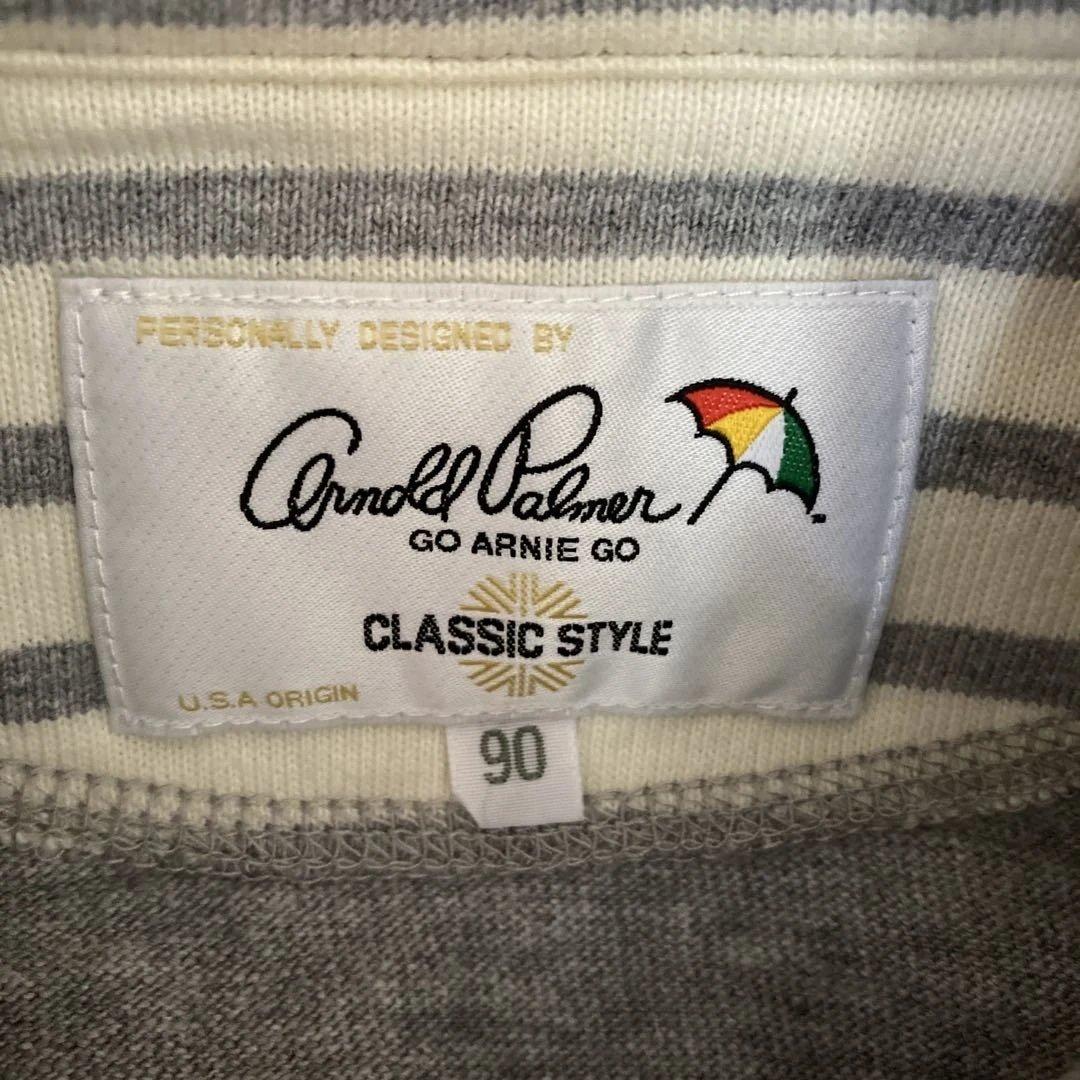 PERSONALLY DESIGNED BY
Arnold Palmer
GO ARNIE GO
CLASSIC STYLE
U.S.A ORIGIN
90